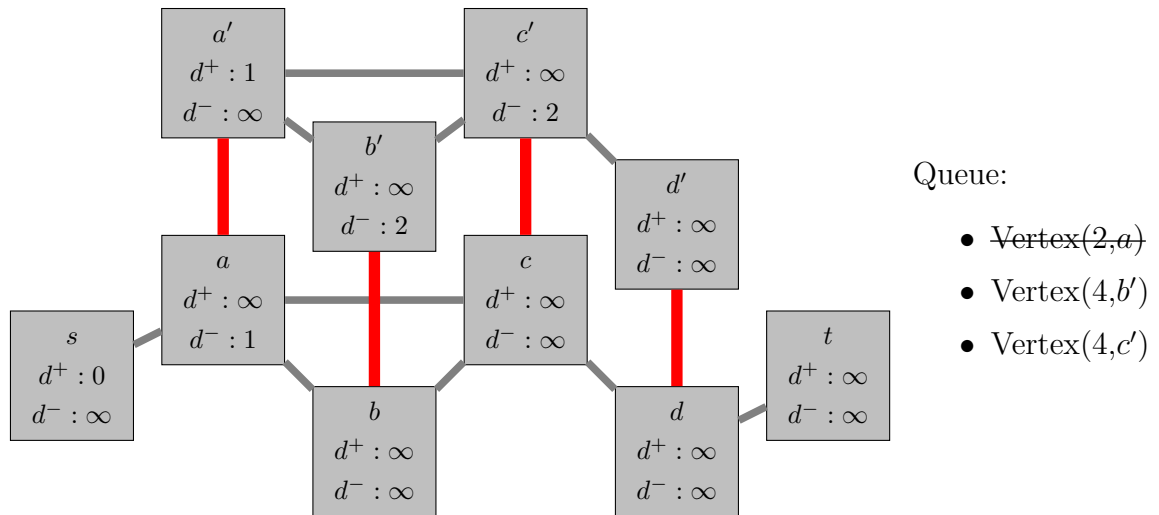 a′
d⁺ : 1
d⁻ : ∞
c′
d⁺ : ∞
d⁻ : 2
b′
d⁺ : ∞
d⁻ : 2
d′
d⁺ : ∞
d⁻ : ∞
a
d⁺ : ∞
d⁻ : 1
c
d⁺ : ∞
d⁻ : ∞
s
d⁺ : 0
d⁻ : ∞
b
d⁺ : ∞
d⁻ : ∞
d
d⁺ : ∞
d⁻ : ∞
t
d⁺ : ∞
d⁻ : ∞
Queue:
• Vertex(2,a)
• Vertex(4,b′)
• Vertex(4,c′)